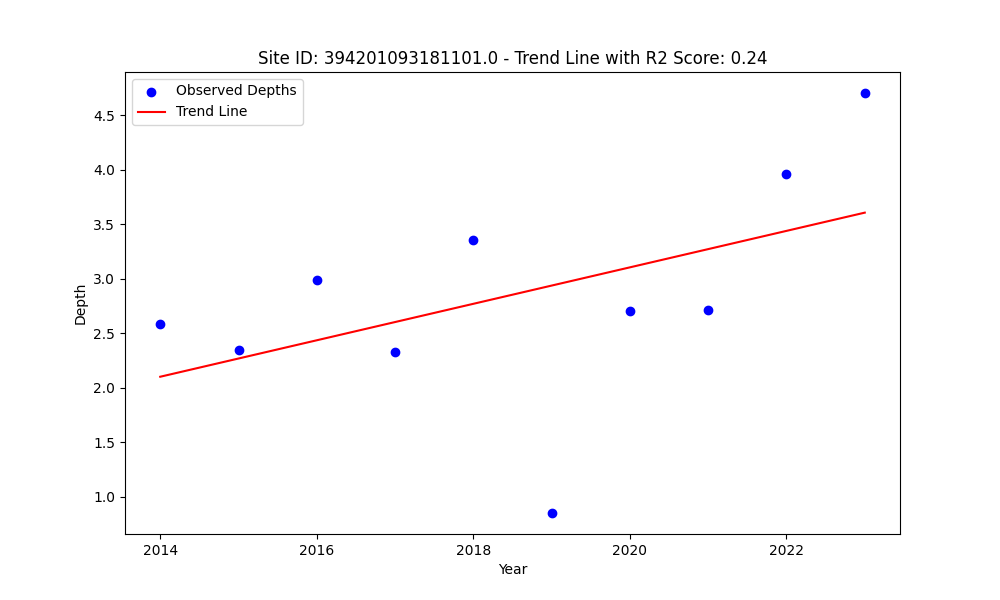 Site ID: 394201093181101.0 - Trend Line with R2 Score: 0.24
Observed Depths
Trend Line
Depth
4.5
4.0
3.5
3.0
2.5
2.0
1.5
1.0
2014
2016
2018
2020
2022
Year